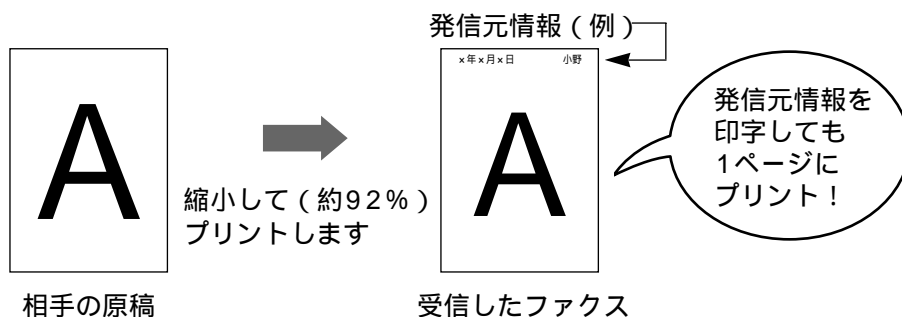 発信元情報(例)
×年×月×日 小野
A
A
縮小して(約92%)
プリントします
発信元情報を
印字しても
1ページに
プリント!
相手の原稿
受信したファクス